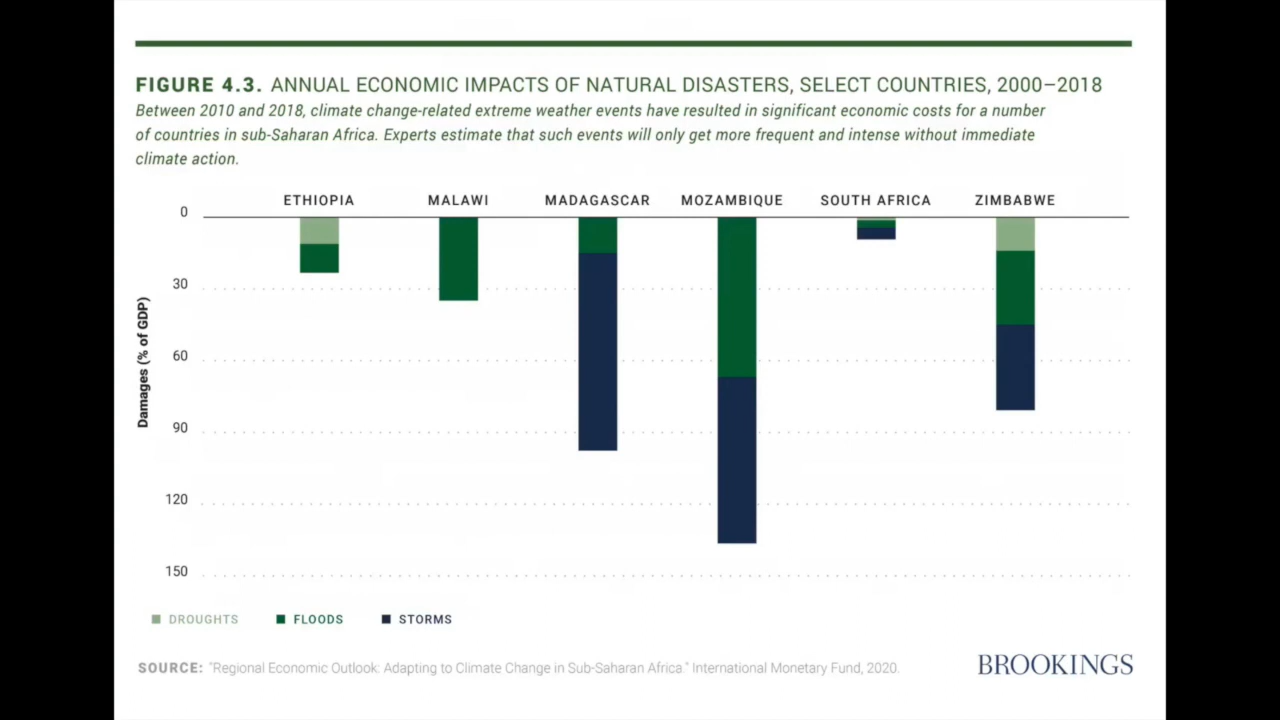 FIGURE 4.3. ANNUAL ECONOMIC IMPACTS OF NATURAL DISASTERS, SELECT COUNTRIES, 2000–2018
Between 2010 and 2018, climate change-related extreme weather events have resulted in significant economic costs for a number
of countries in sub-Saharan Africa. Experts estimate that such events will only get more frequent and intense without immediate
climate action.
ETHIOPIA MALAWI MADAGASCAR MOZAMBIQUE SOUTH AFRICA ZIMBABWE
0
30
60
90
120
150
Damages (% of GDP)
DROUGHTS FLOODS STORMS
SOURCE: "Regional Economic Outlook: Adapting to Climate Change in Sub-Saharan Africa." International Monetary Fund, 2020.
BROOKINGS